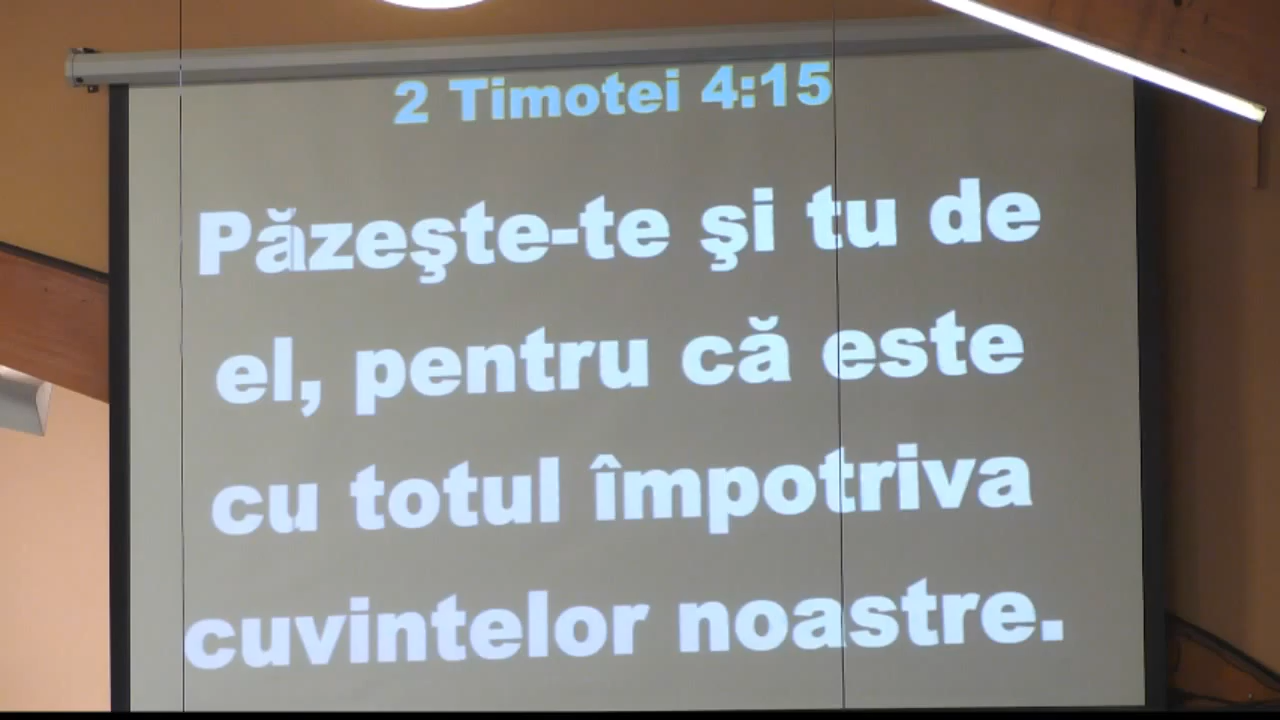 2 Timotei 4:15
Păzeşte-te şi tu de
el, pentru că este
cu totul împotriva
cuvintelor noastre.